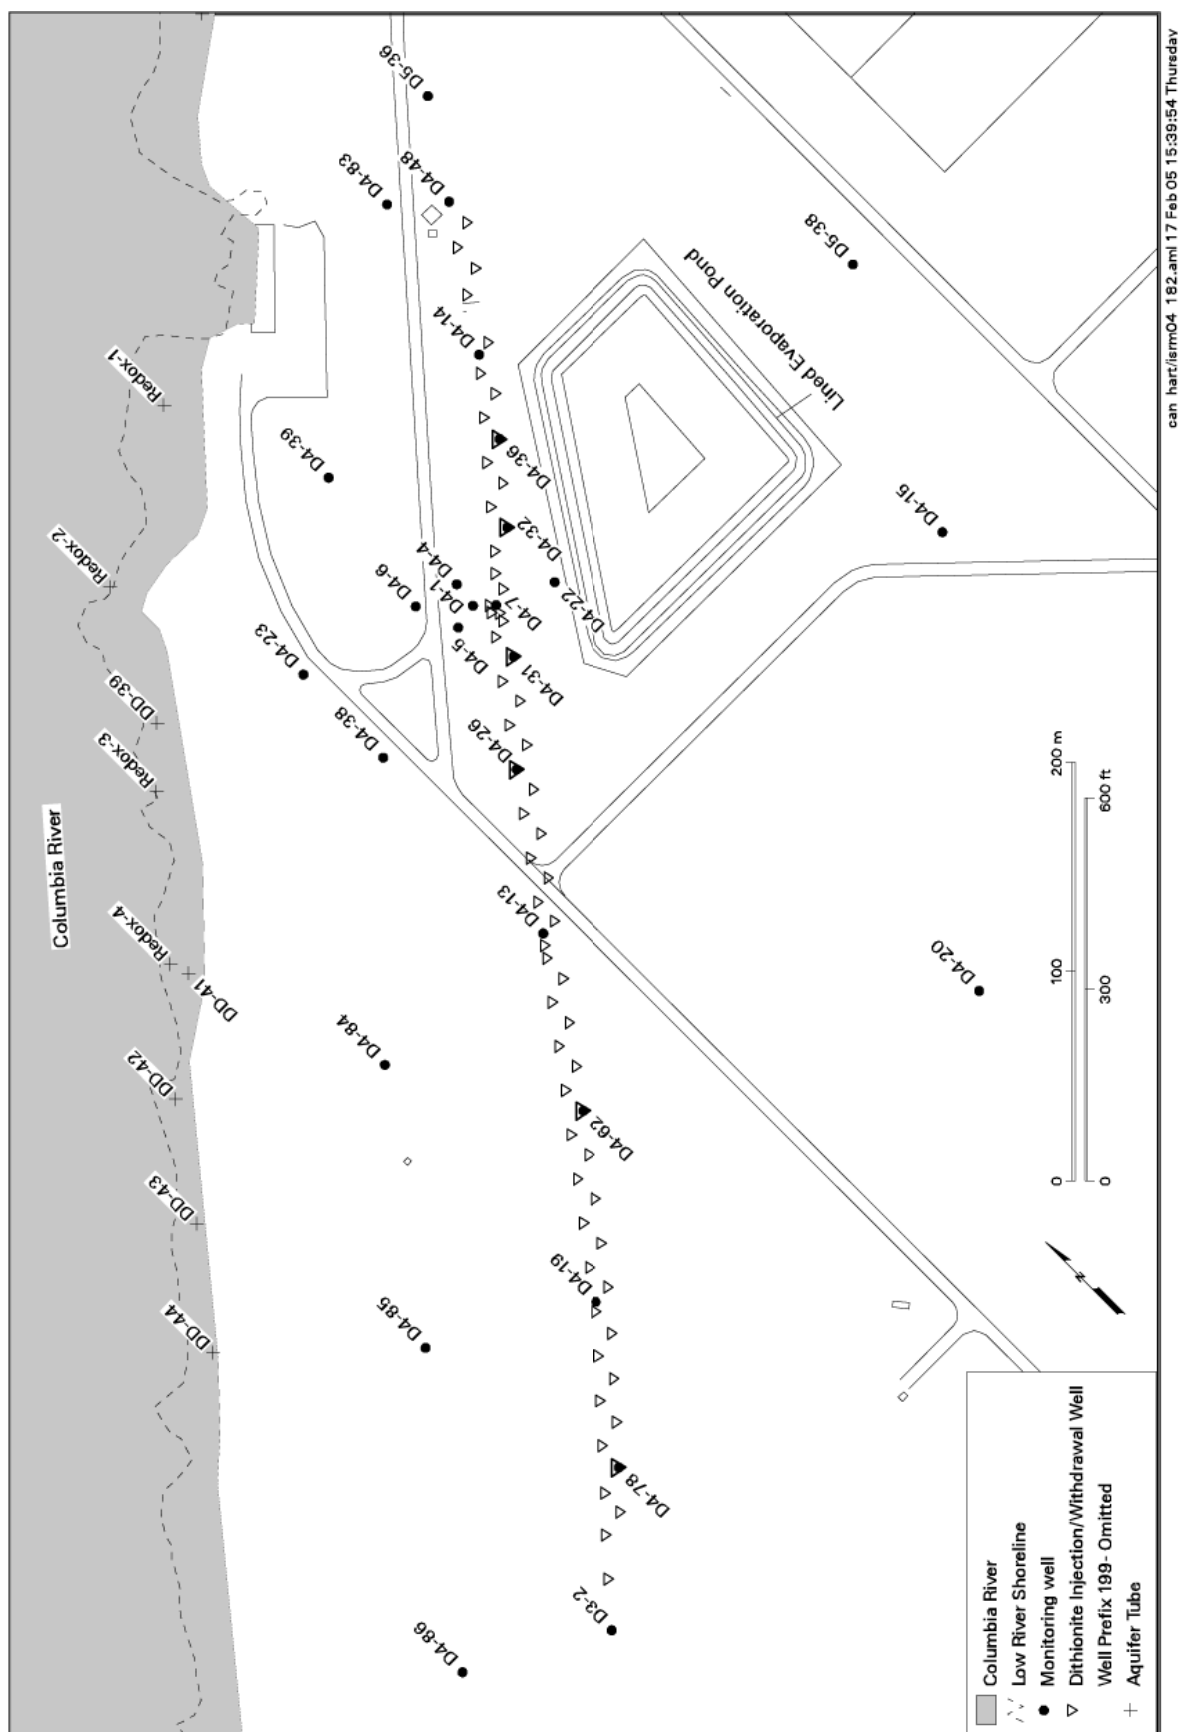 Columbia River
Redox-1
Redox-2
DD-39
Redox-3
Redox-4
DD-41
DD-42
DD-43
DD-44
D5-36
D4-83
D4-48
D4-14
D4-39
D4-36
D4-32
D4-4
D4-6
D4-1
D4-7
D4-22
D4-5
D4-31
D4-23
D4-38
D4-26
D4-13
D4-84
D4-62
D4-19
D4-85
D4-78
D3-2
D4-86
Lined Evaporation Pond
D5-38
D4-15
D4-20
0 100 200 m
0 300 600 ft
N
Columbia River
Low River Shoreline
Monitoring well
Dithionite Injection/Withdrawal Well
Well Prefix 199- Omitted
Aquifer Tube
can_hart/isrm04_182.aml 17 Feb 05 15:39:54 Thursday